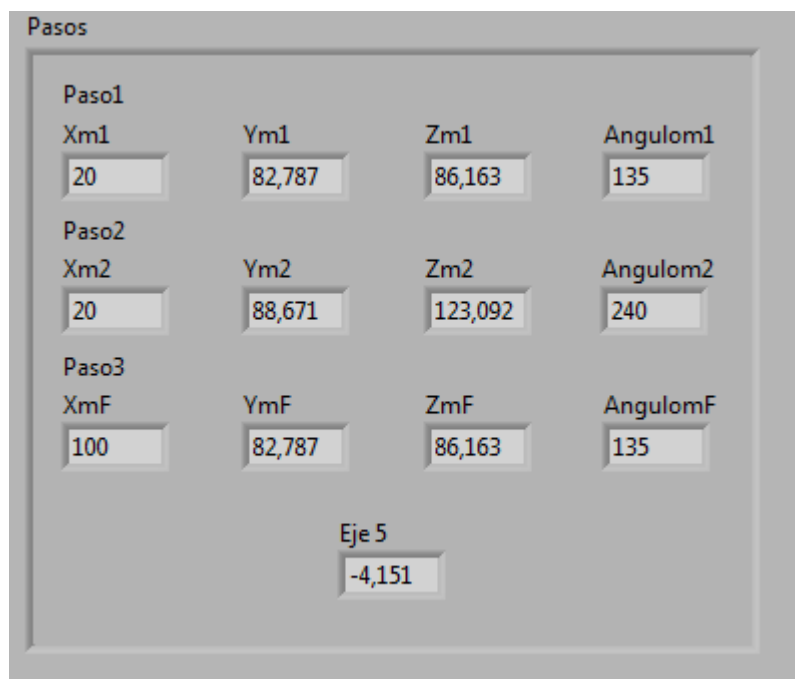 Pasos
Paso1
Xm1 Ym1 Zm1 Angulom1
20 82,787 86,163 135
Paso2
Xm2 Ym2 Zm2 Angulom2
20 88,671 123,092 240
Paso3
XmF YmF ZmF AngulomF
100 82,787 86,163 135
Eje 5
-4,151